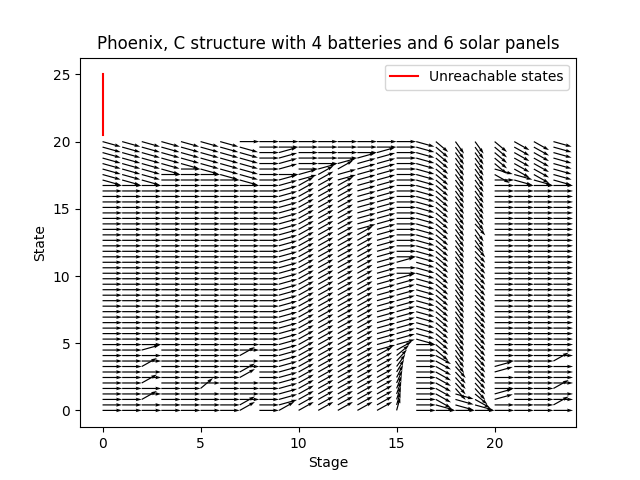 Phoenix, C structure with 4 batteries and 6 solar panels
Unreachable states
25
20
15
10
5
0
State
0 5 10 15 20
Stage